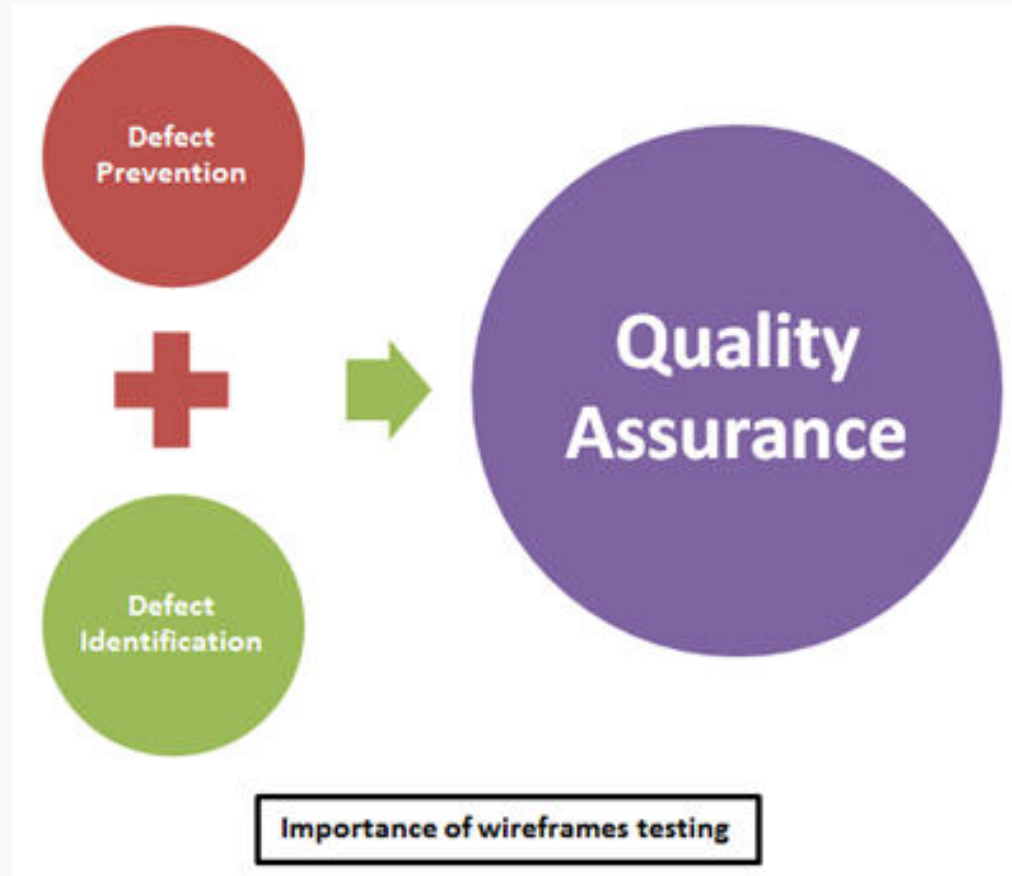 Defect
Prevention
Quality
Assurance
Defect
Identification
Importance of wireframes testing